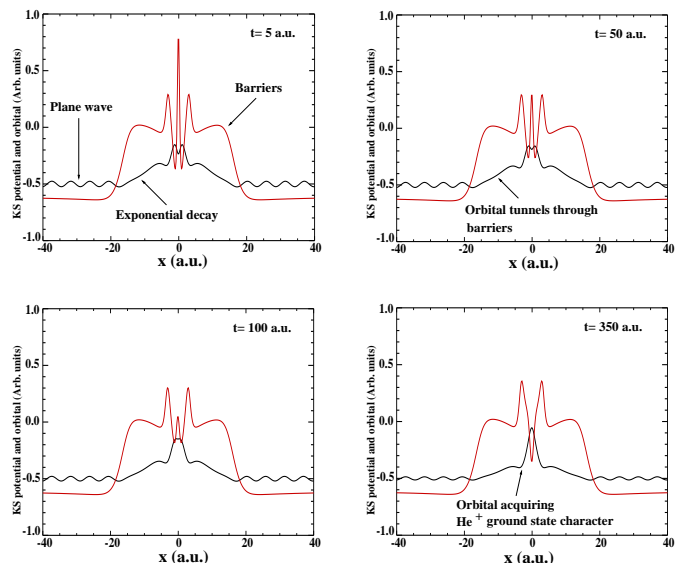 t= 5 a.u.
Plane wave
Barriers
Exponential decay
KS potential and orbital (Arb. units)
1.0
0.5
0.0
-0.5
-1.0
-40
-20
0
20
40
x (a.u.)
t= 50 a.u.
Orbital tunnels through
barriers
KS potential and orbital (Arb. units)
1.0
0.5
0.0
-0.5
-1.0
-40
-20
0
20
40
x (a.u.)
t= 100 a.u.
KS potential and orbital (Arb. units)
1.0
0.5
0.0
-0.5
-1.0
-40
-20
0
20
40
x (a.u.)
t= 350 a.u.
Orbital acquiring
He + ground state character
KS potential and orbital (Arb. units)
1.0
0.5
0.0
-0.5
-1.0
-40
-20
0
20
40
x (a.u.)